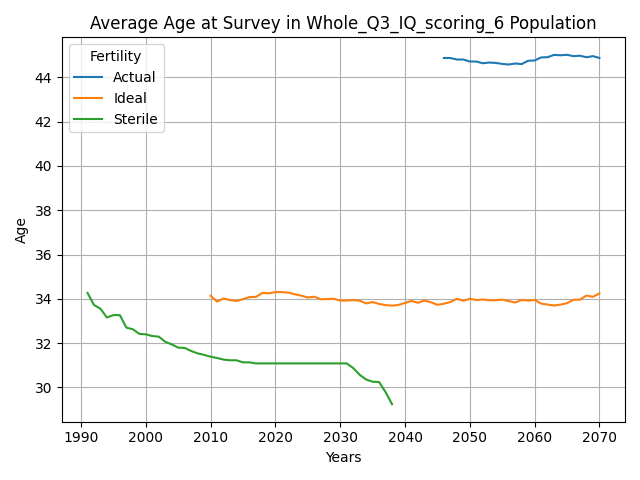 Average Age at Survey in Whole_Q3_IQ_scoring_6 Population
Fertility
Actual
Ideal
Sterile
Age
44
42
40
38
36
34
32
30
1990 2000 2010 2020 2030 2040 2050 2060 2070
Years